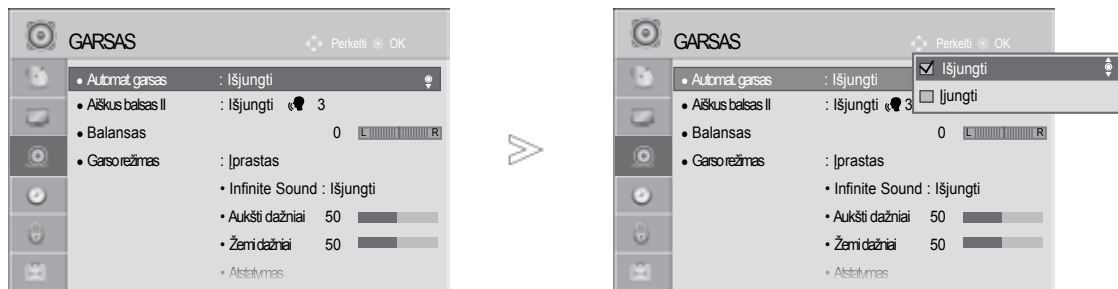 GARSAS
Perkelti OK
• Automat. garsas : Išjungti
• Aiškus balsas II : Išjungti 3
• Balansas 0 L R
• Garso režimas : Įprastas
• Infinite Sound : Išjungti
• Aukšti dažniai 50
• Žemi dažniai 50
• Atstatymas
GARSAS
Perkelti OK
• Automat. garsas : Išjungti
Išjungti
Įjungti
• Aiškus balsas II : Išjungti 3
• Balansas 0 L R
• Garso režimas : Įprastas
• Infinite Sound : Išjungti
• Aukšti dažniai 50
• Žemi dažniai 50
• Atstatymas